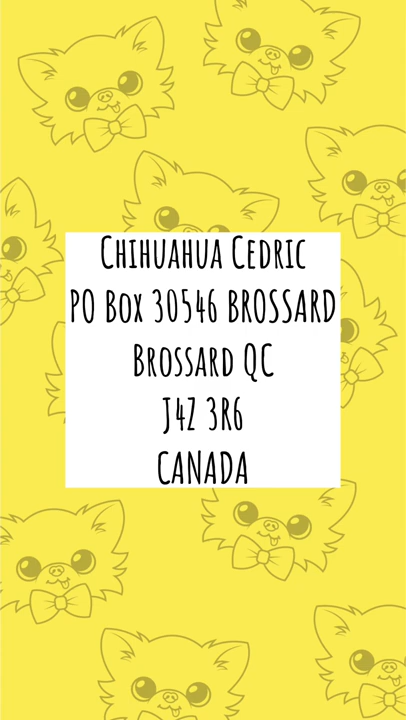 Chihuahua Cedric
PO Box 30546 BROSSARD
Brossard QC
J4Z 3R6
CANADA